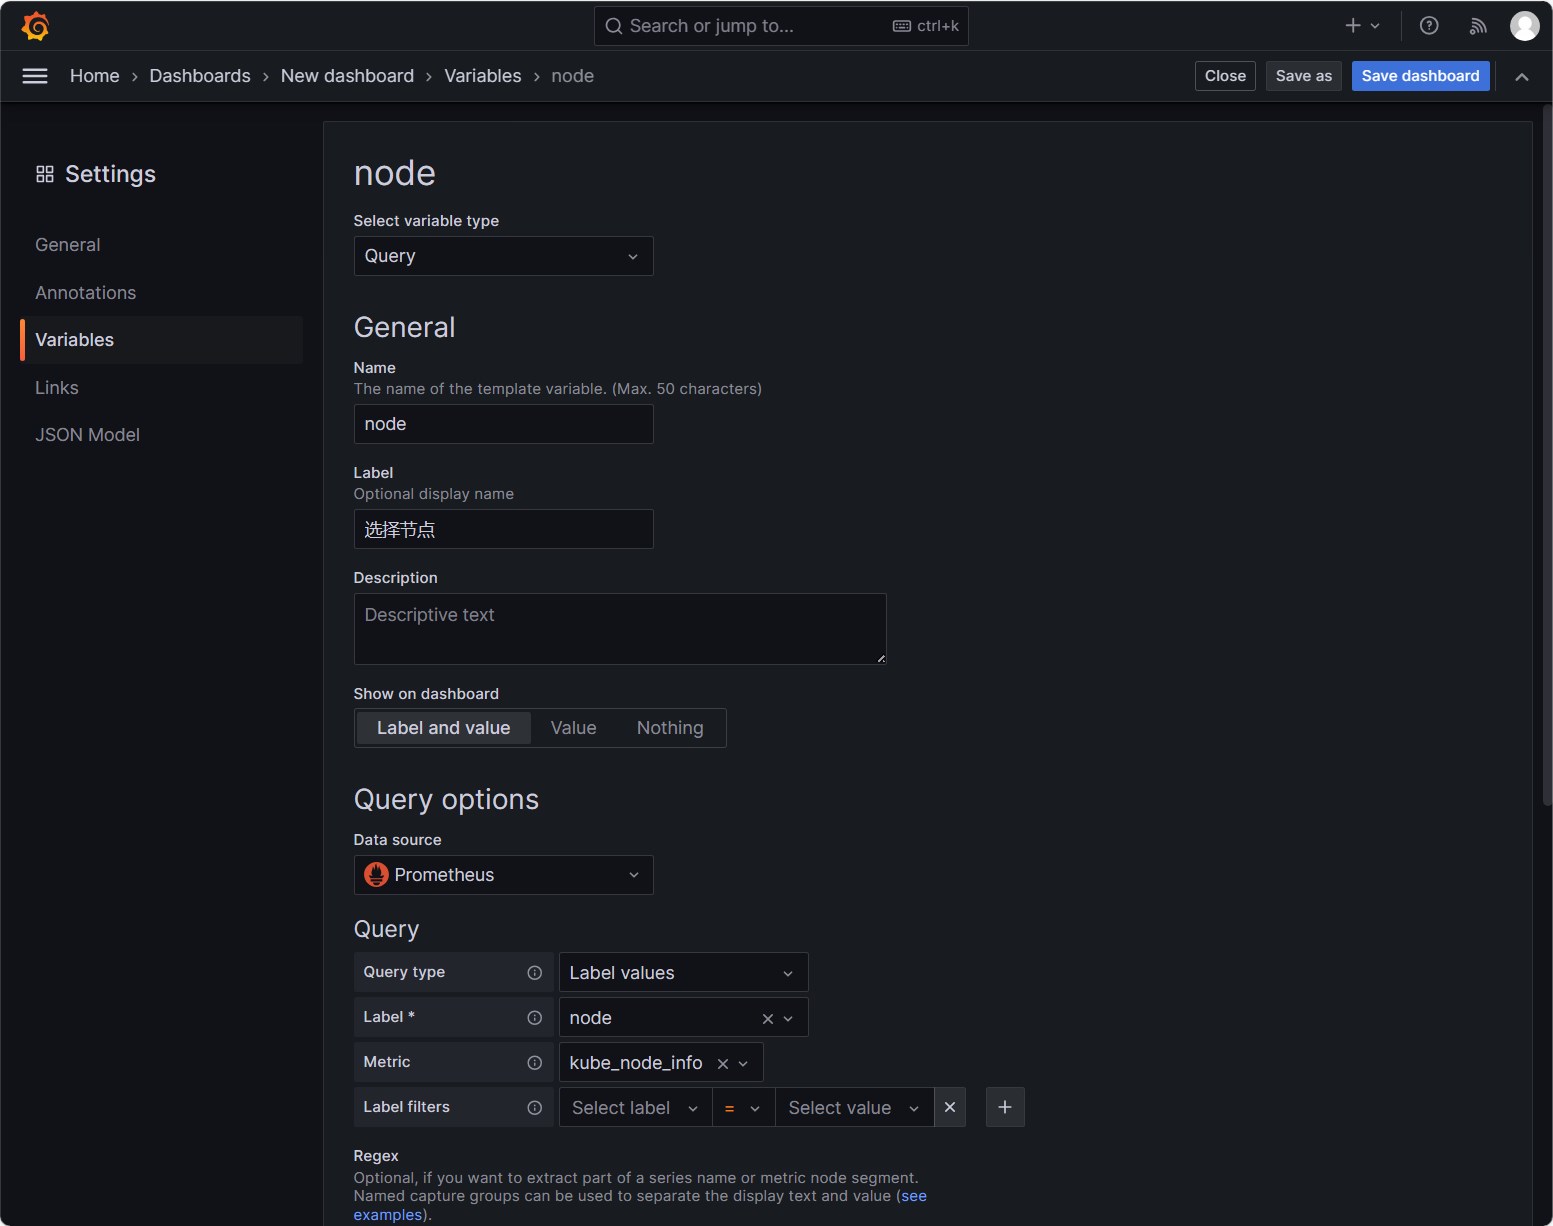 Search or jump to...
ctrl+k
Home › Dashboards › New dashboard › Variables › node
Close
Save as
Save dashboard
Settings
General
Annotations
Variables
Links
JSON Model
node
Select variable type
Query
General
Name
The name of the template variable. (Max. 50 characters)
node
Label
Optional display name
选择节点
Description
Descriptive text
Show on dashboard
Label and value Value Nothing
Query options
Data source
Prometheus
Query
Query type Label values
Label * node
Metric kube_node_info
Label filters Select label = Select value
Regex
Optional, if you want to extract part of a series name or metric node segment.
Named capture groups can be used to separate the display text and value (see
examples).